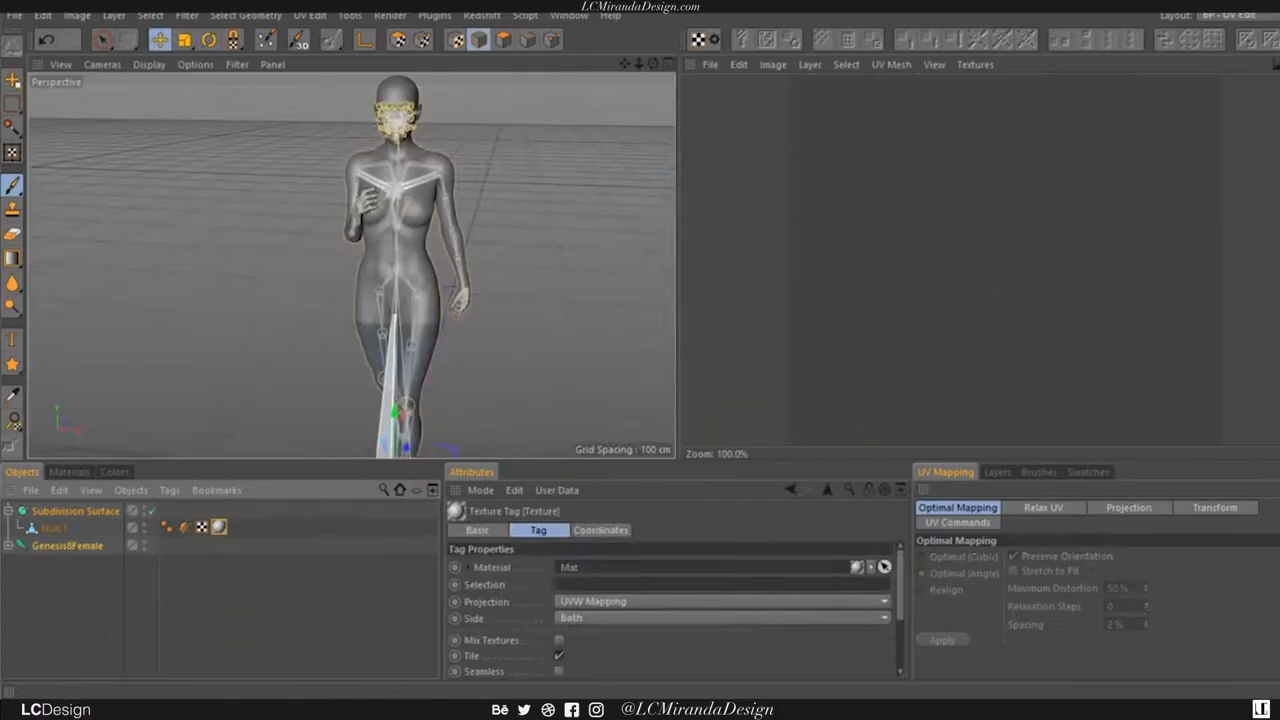 LCMirandaDesign.com
File Edit Image Layer Select Filter Select Geometry UV Edit Tools Render Plugins Redshift Script Window Help Layout: BP - UV Edit
View Cameras Display Options Filter Panel
File Edit Image Layer Select UV Mesh View Textures
Perspective
Grid Spacing : 100 cm
Zoom: 100.0%
Objects Materials Colors
Attributes
UV Mapping Layers Brushes Swatches
File Edit View Objects Tags Bookmarks
Mode Edit User Data
Subdivision Surface
Null.1
Genesis8Female
Texture Tag [Texture]
Basic Tag Coordinates
Tag Properties
Material Mat
Selection
Projection UVW Mapping
Side Both
Mix Textures
Tile
Seamless
Optimal Mapping Relax UV Projection Transform
UV Commands
Optimal Mapping
Optimal (Cubic) Preserve Orientation
Optimal (Angle) Stretch to Fit
Realign Maximum Distortion 50 %
Relaxation Steps 0
Spacing 2 %
Apply
LCDesign
Bē @LCMirandaDesign